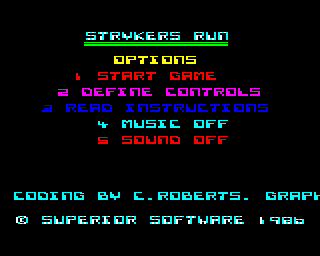 STRYKERS RUN
OPTIONS
1 START GAME
2 DEFINE CONTROLS
3 READ INSTRUCTIONS
4 MUSIC OFF
5 SOUND OFF
CODING BY C.ROBERTS. GRAPH
© SUPERIOR SOFTWARE 1986